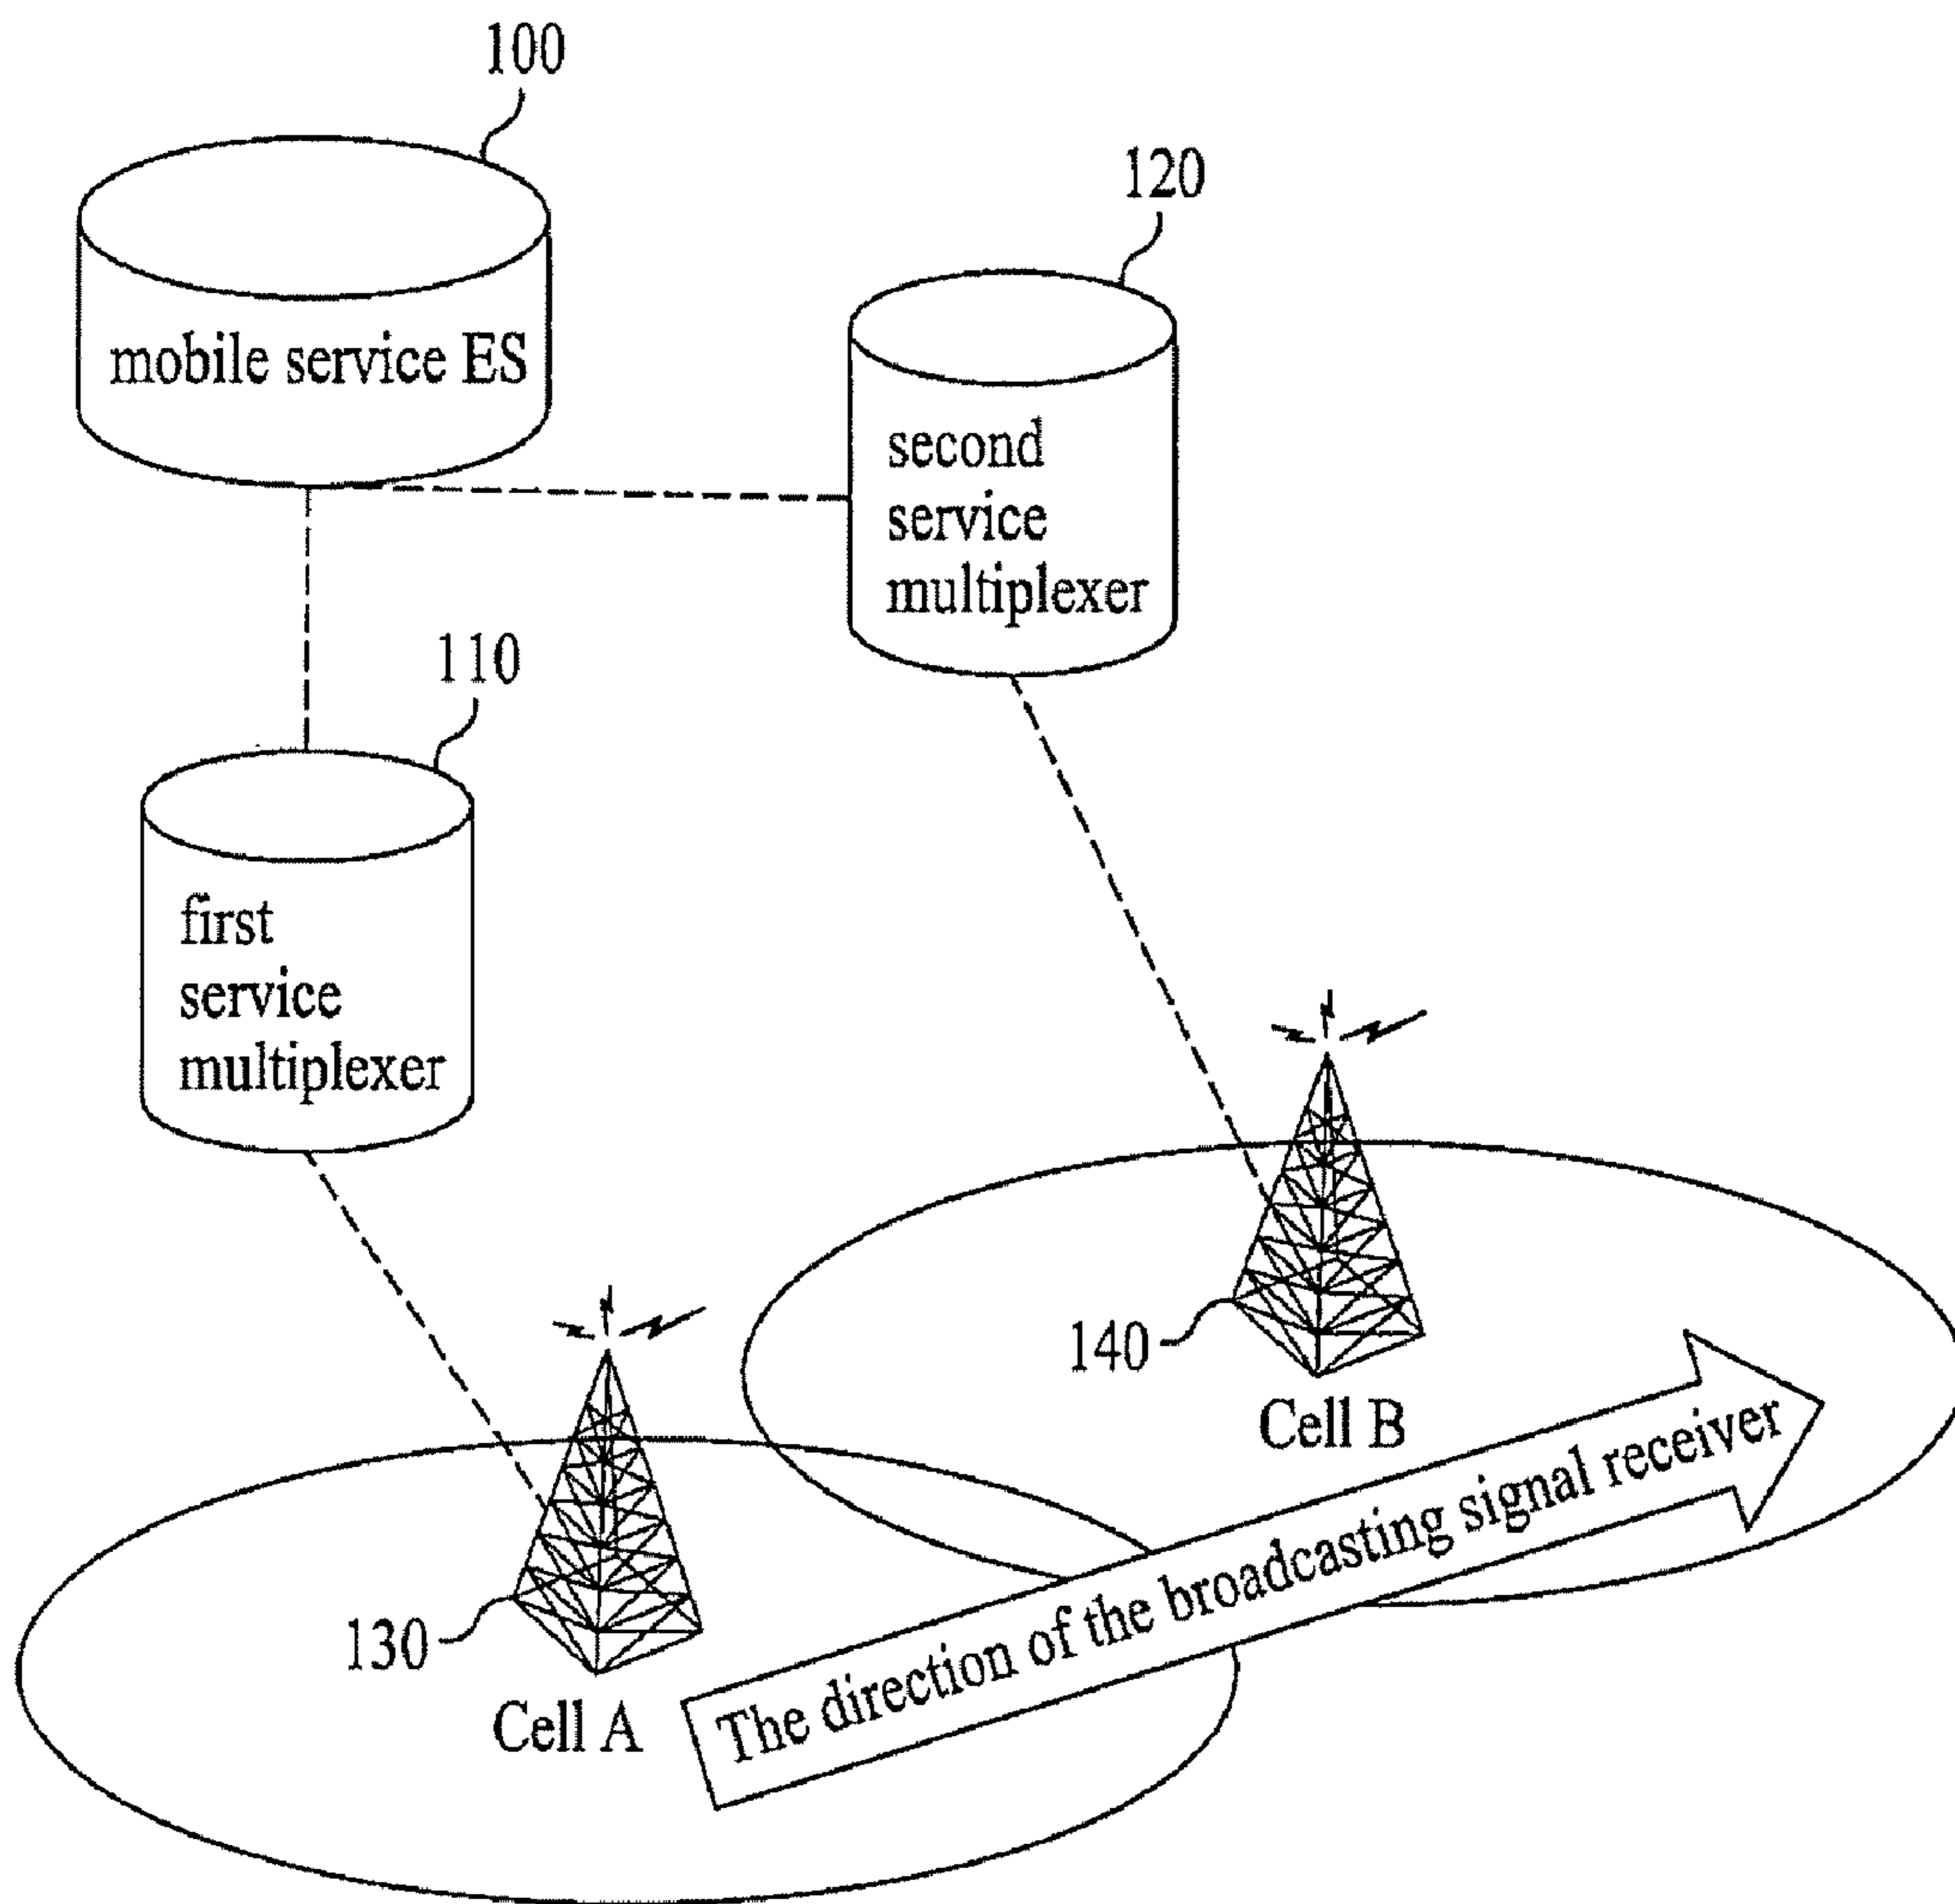 100
mobile service ES
120
second
service
multiplexer
110
first
service
multiplexer
140
Cell B
130
Cell A
The direction of the broadcasting signal receiver